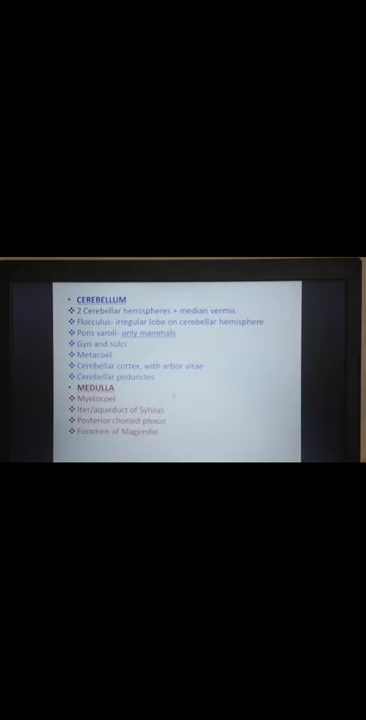 • CEREBELLUM
❖ 2 Cerebellar hemispheres + median vermis
❖ Flocculus- irregular lobe on cerebellar hemisphere
❖ Pons varoli- only mammals
❖ Gyri and sulci
❖ Metacoel
❖ Cerebellar cortex, with arbor vitae
❖ Cerebellar peduncles
• MEDULLA
❖ Myelocoel
❖ Iter/aqueduct of Sylvius
❖ Posterior choroid plexus
❖ Foramen of Magendie